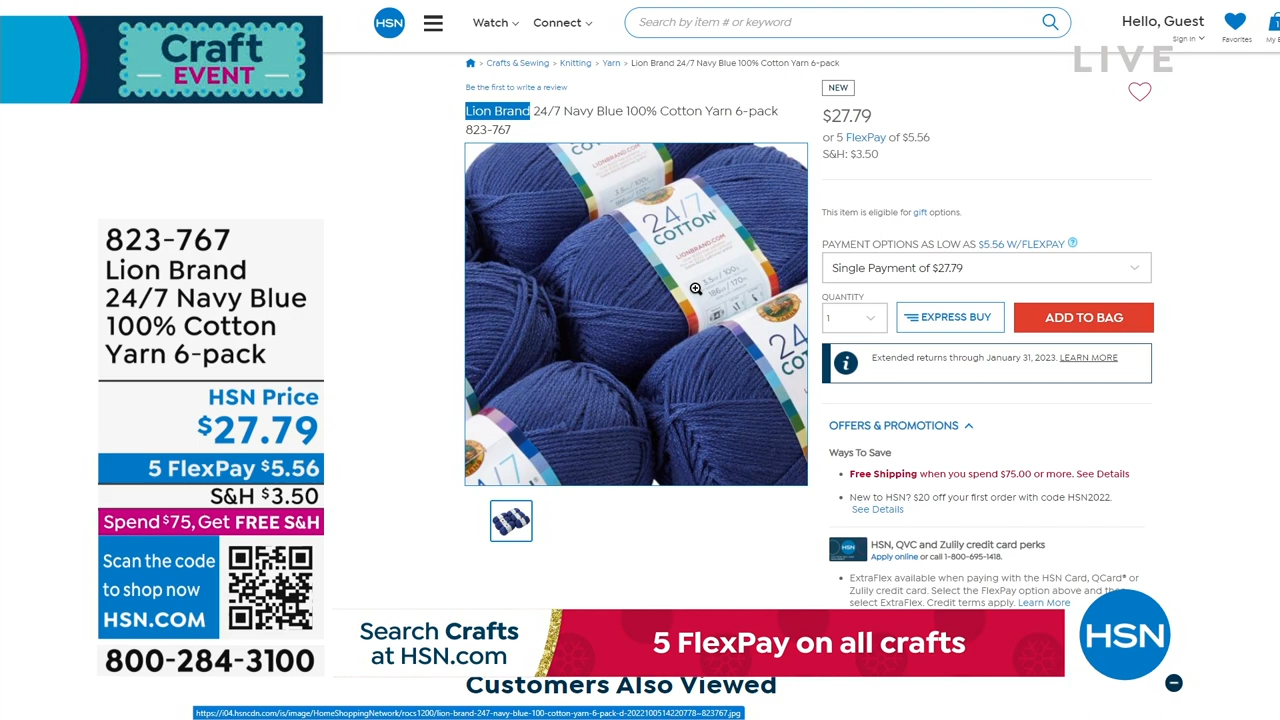 Craft
EVENT
HSN
Watch
Connect
Search by item # or keyword
Hello, Guest
Sign In
Favorites
LIVE
> Crafts & Sewing > Knitting > Yarn > Lion Brand 24/7 Navy Blue 100% Cotton Yarn 6-pack
Be the first to write a review
Lion Brand 24/7 Navy Blue 100% Cotton Yarn 6-pack
823-767
NEW
$27.79
or 5 FlexPay of $5.56
S&H: $3.50
This item is eligible for gift options.
PAYMENT OPTIONS AS LOW AS $5.56 W/FLEXPAY
Single Payment of $27.79
QUANTITY
1
EXPRESS BUY
ADD TO BAG
Extended returns through January 31, 2023. LEARN MORE
OFFERS & PROMOTIONS
Ways To Save
Free Shipping when you spend $75.00 or more. See Details
New to HSN? $20 off your first order with code HSN2022.
See Details
HSN, QVC and Zulily credit card perks
Apply online or call 1-800-695-1418.
ExtraFlex available when paying with the HSN Card, QCard® or
Zulily credit card. Select the FlexPay option above and
select ExtraFlex. Credit terms apply. Learn More
24/7
COTTON
LIONBRAND.COM
3.5oz / 100g
823-767
Lion Brand
24/7 Navy Blue
100% Cotton
Yarn 6-pack
HSN Price
$27.79
5 FlexPay $5.56
S&H $3.50
Spend $75, Get FREE S&H
Scan the code
to shop now
HSN.COM
800-284-3100
Search Crafts
at HSN.com
5 FlexPay on all crafts
HSN
Customers Also Viewed
https://i04.hsncdn.com/is/image/HomeShoppingNetwork/rocs1200/lion-brand-247-navy-blue-100-cotton-yarn-6-pack-d-2022100514220778~823767.jpg